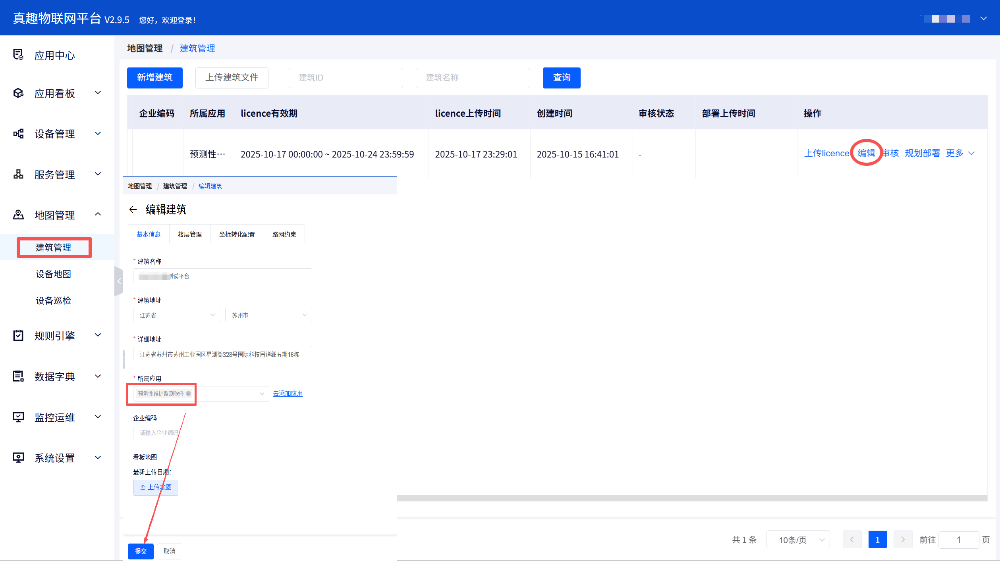 真趣物联网平台 V2.9.5 您好，欢迎登录！
应用中心
应用看板
设备管理
服务管理
地图管理
建筑管理
设备地图
设备巡检
规则引擎
数据字典
监控运维
系统设置
地图管理 / 建筑管理
新增建筑 上传建筑文件 建筑ID 建筑名称 查询
企业编码 所属应用 licence有效期 licence上传时间 创建时间 审核状态 部署上传时间 操作
预测性… 2025-10-17 00:00:00 ~ 2025-10-24 23:59:59 2025-10-17 23:29:01 2025-10-15 16:41:01 - 上传licence 编辑 审核 规划部署 更多
地图管理 / 建筑管理 / 编辑建筑
← 编辑建筑
基本信息 楼层管理 坐标转化配置 路网约束
* 建筑名称
测试平台
* 建筑地址
江苏省 苏州市
* 详细地址
江苏省苏州市苏州工业园区星湖街328号国际科技园详细五期16栋
* 所属应用
预测性维护监测软件 去添加应用
企业编码
请输入企业编码
看板地图
最新上传日期：
上传地图
提交 取消
共 1 条 10条/页 1 前往 1 页